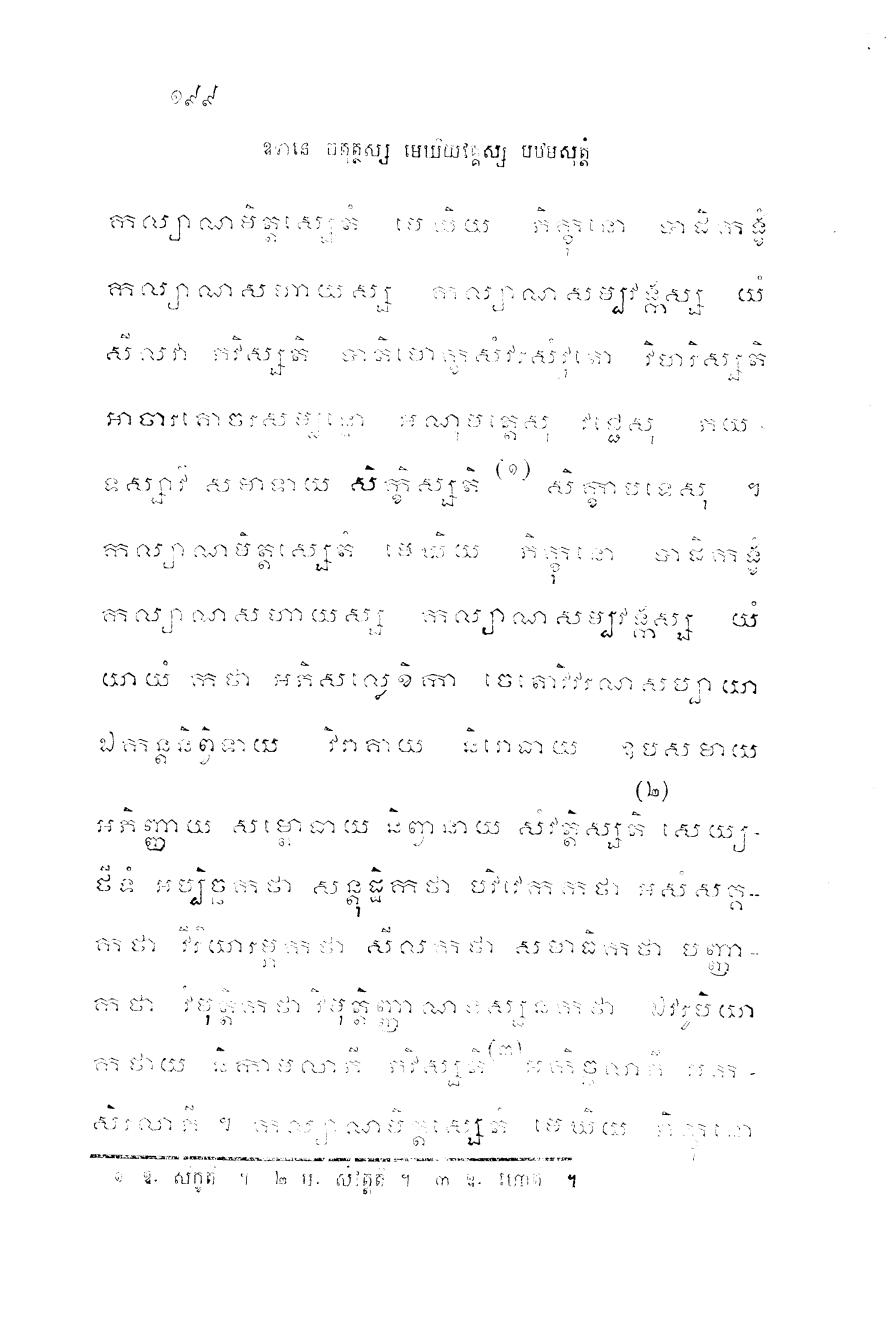 ១៩៩
ឧទានេ ចតុត្ថស្ស មេឃិយវគ្គស្ស បឋមសុត្តំ
កល្យាណមិត្តស្សេតំ មេឃិយ ភិក្ខុនោ បាដិកង្ខំ
កល្យាណសហាយស្ស កល្យាណសម្បវង្កស្ស យំ
សីលវា ភវិស្សតិ បាតិមោក្ខសំវរសំវុតោ វិហរិស្សតិ
អាចារគោចរសម្បន្នោ អណុមត្តេសុ វជ្ជេសុ ភយ-
ទស្សាវី សមាទាយ សិក្ខិស្សតិ (១) សិក្ខាបទេសុ ។
កល្យាណមិត្តស្សេតំ មេឃិយ ភិក្ខុនោ បាដិកង្ខំ
កល្យាណសហាយស្ស កល្យាណសម្បវង្កស្ស យំ
យាយំ កថា អភិសល្លេខិកា ចេតោវិវរណសប្បាយា
ឯកន្តនិព្វិទាយ វិរាគាយ និរោធាយ ឧបសមាយ
អភិញ្ញាយ សម្ពោធាយ និព្វានាយ សំវត្តិស្សតិ (២) សេយ្យ-
ថីទំ អប្បិច្ឆកថា សន្តុដ្ឋិកថា បវិវេកកថា អសំសគ្គ-
កថា វីរិយារម្ភកថា សីលកថា សមាធិកថា បញ្ញា-
កថា វិមុត្តិកថា វិមុត្តិញ្ញាណទស្សនកថា ឯវរូបិយា
កថាយ និកាមលាភី ភវិស្សតិ (៣) អកិច្ឆលាភី អក-
សិរលាភី ។ កល្យាណមិត្តស្សេតំ មេឃិយ ភិក្ខុនោ
១ ឧ. សិក្ខតិ ។ ២ ម. សំវត្តតិ ។ ៣ ឧ. ហោតិ ។